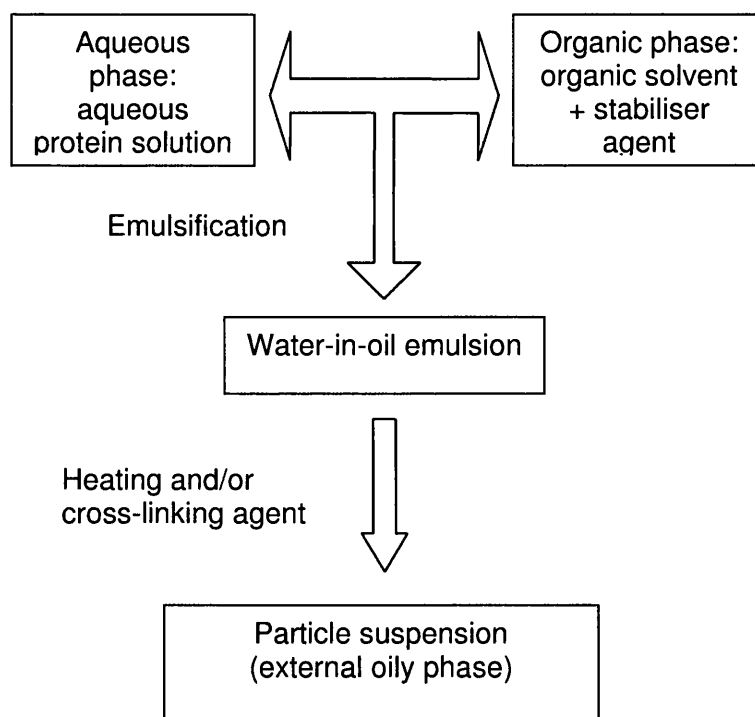 Aqueous
phase:
aqueous
protein solution
Organic phase:
organic solvent
+ stabiliser
agent
Emulsification
Water-in-oil emulsion
Heating and/or
cross-linking agent
Particle suspension
(external oily phase)